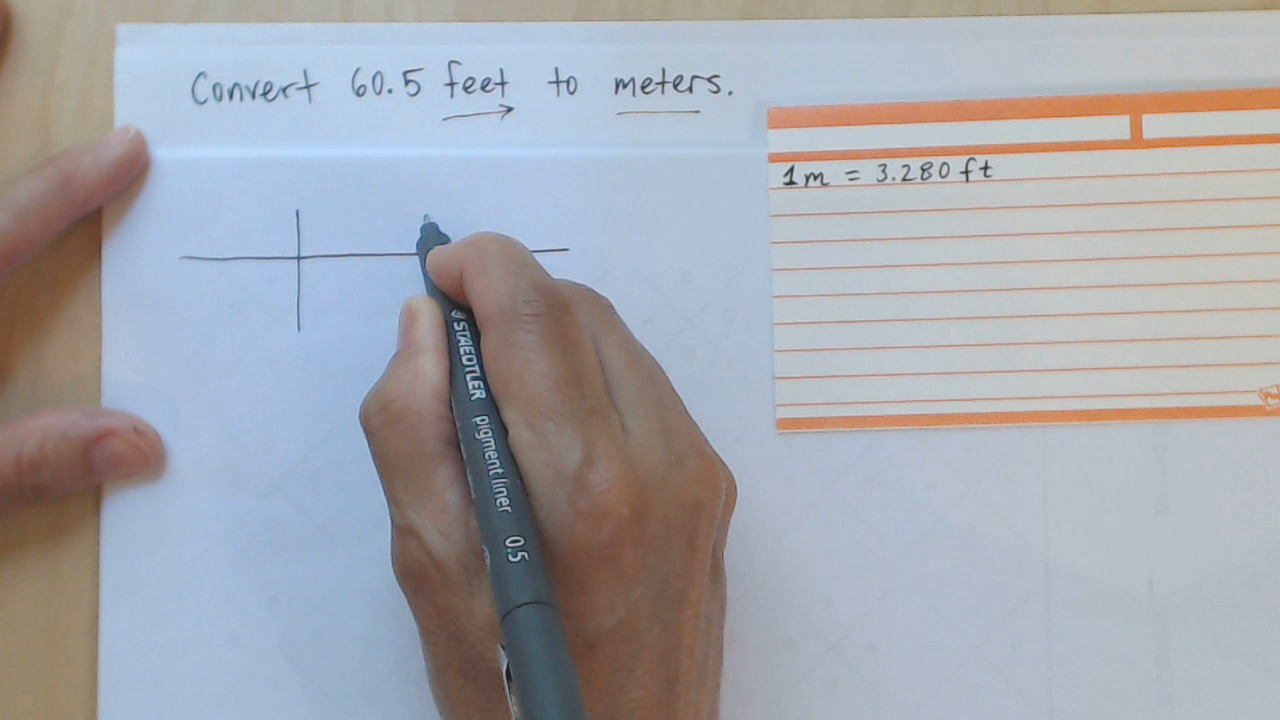 Convert 60.5 feet to meters.
1m = 3.280 ft
STAEDTLER pigment liner 0.5